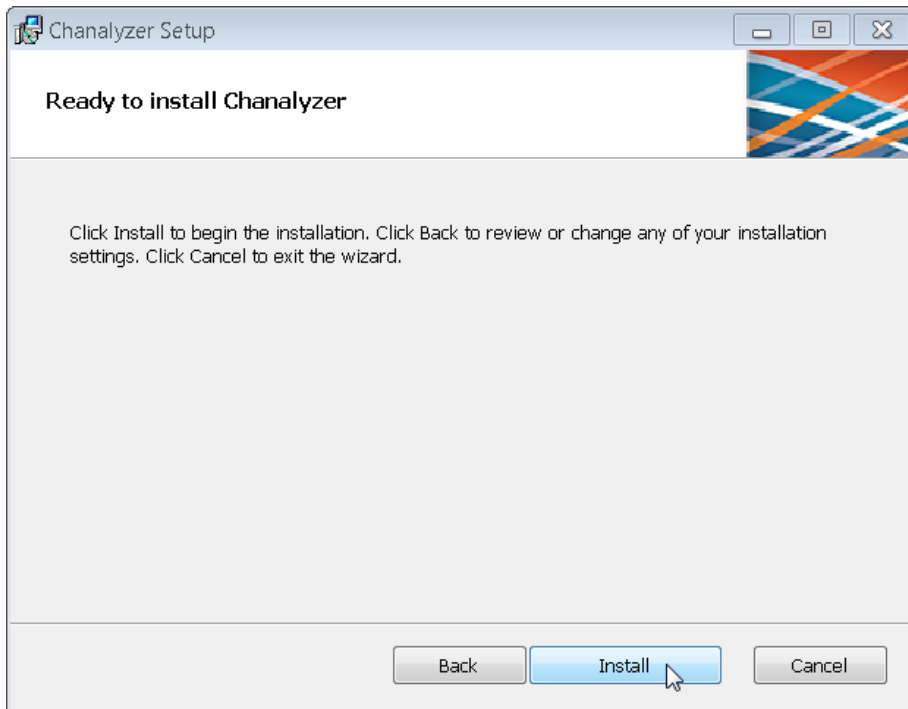 Chanalyzer Setup
Ready to install Chanalyzer
Click Install to begin the installation. Click Back to review or change any of your installation
settings. Click Cancel to exit the wizard.
Back Install Cancel